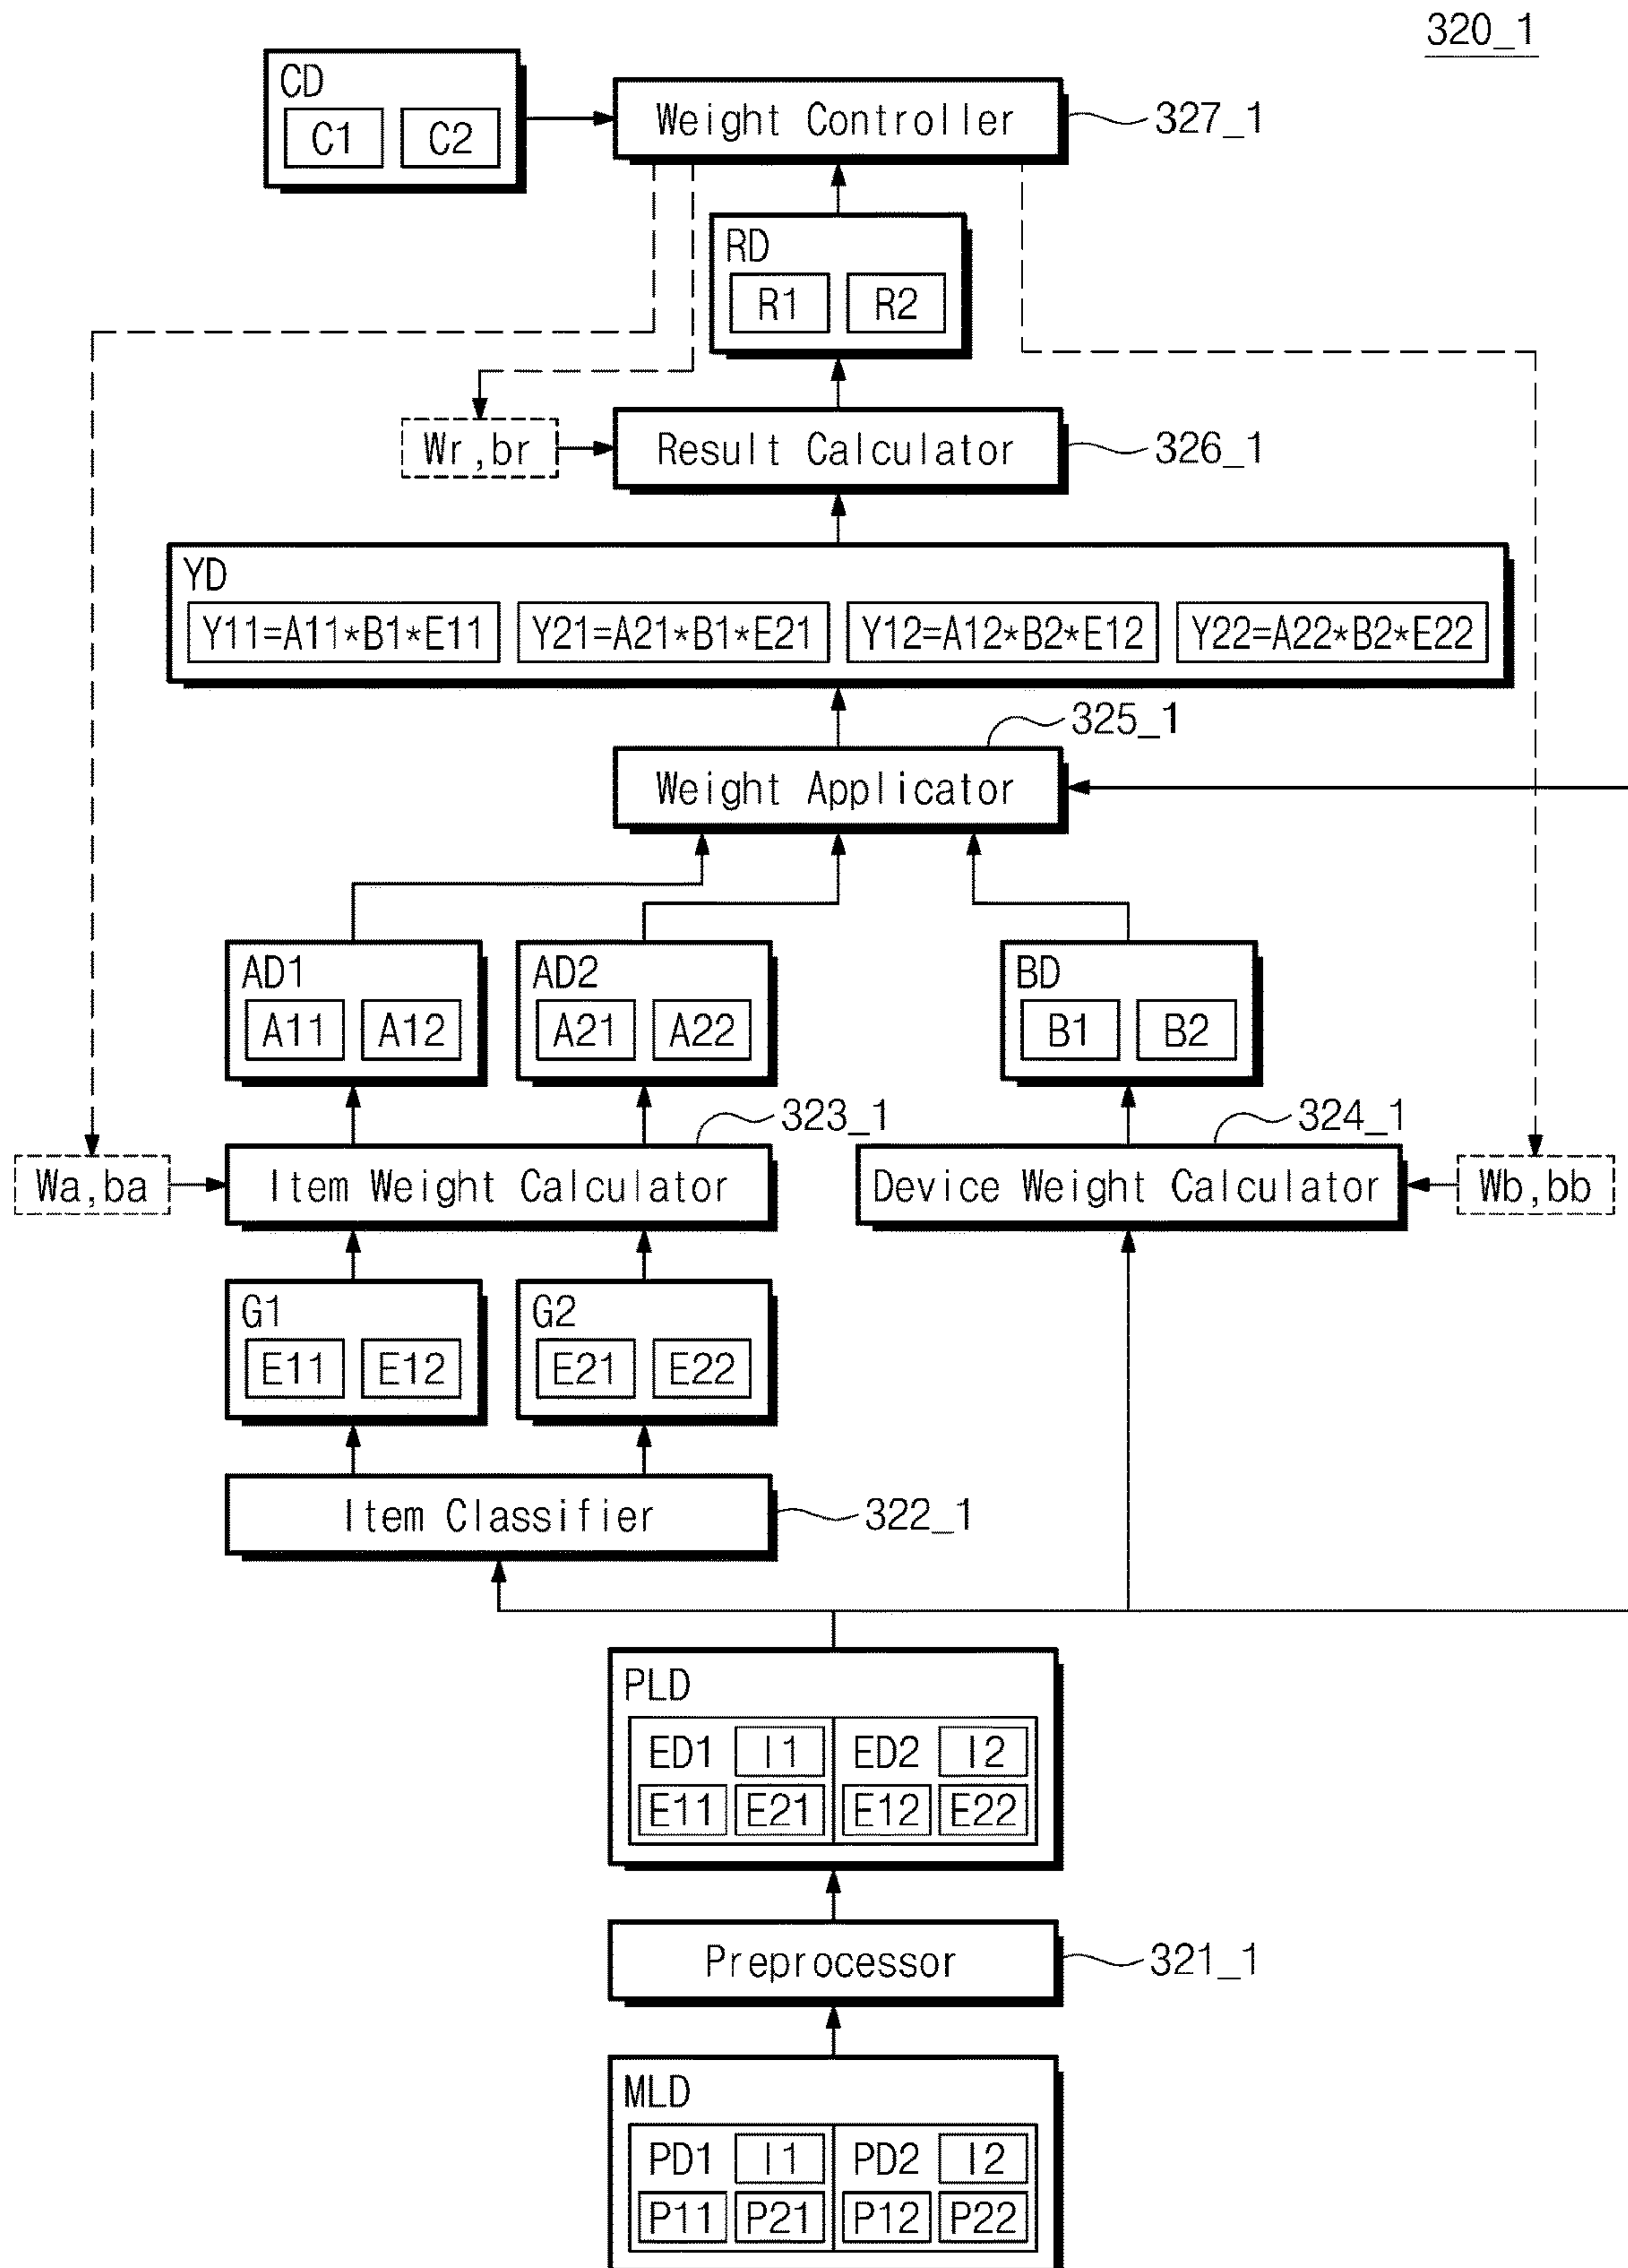 320_1
CD
C1 C2
Weight Controller
327_1
RD
R1 R2
Wr,br
Result Calculator
326_1
YD
Y11=A11*B1*E11 Y21=A21*B1*E21 Y12=A12*B2*E12 Y22=A22*B2*E22
325_1
Weight Applicator
AD1
A11 A12
AD2
A21 A22
BD
B1 B2
323_1
324_1
Wa,ba
Item Weight Calculator
Device Weight Calculator
Wb,bb
G1
E11 E12
G2
E21 E22
Item Classifier
322_1
PLD
ED1 I1 ED2 I2
E11 E21 E12 E22
Preprocessor
321_1
MLD
PD1 I1 PD2 I2
P11 P21 P12 P22